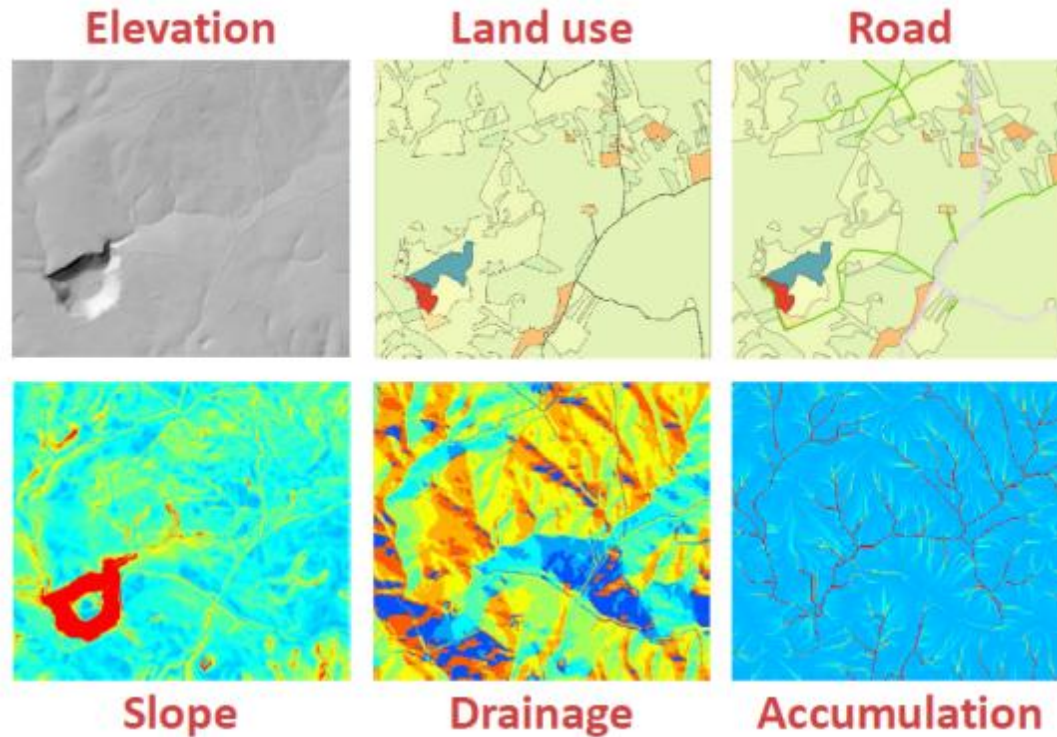 Elevation
Land use
Road
Slope
Drainage
Accumulation